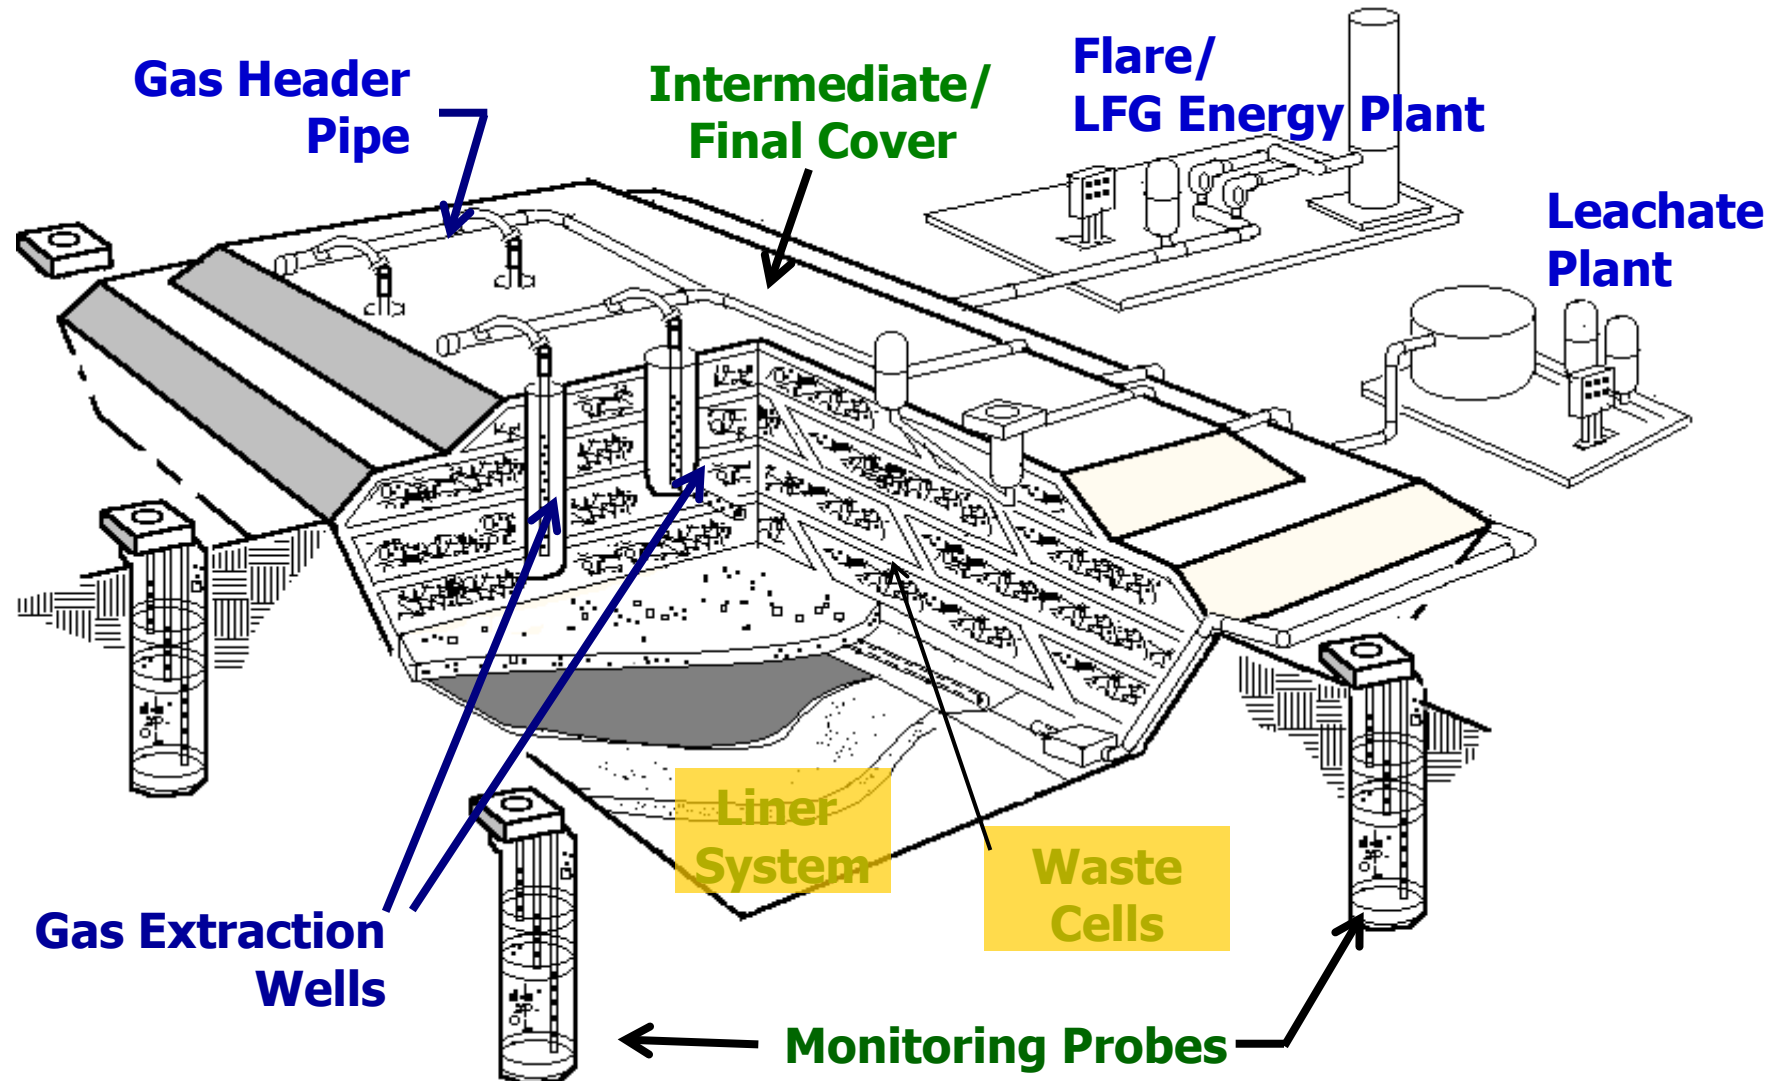 Gas Header
Pipe
Intermediate/
Final Cover
Flare/
LFG Energy Plant
Leachate
Plant
Liner
System
Waste
Cells
Gas Extraction
Wells
Monitoring Probes